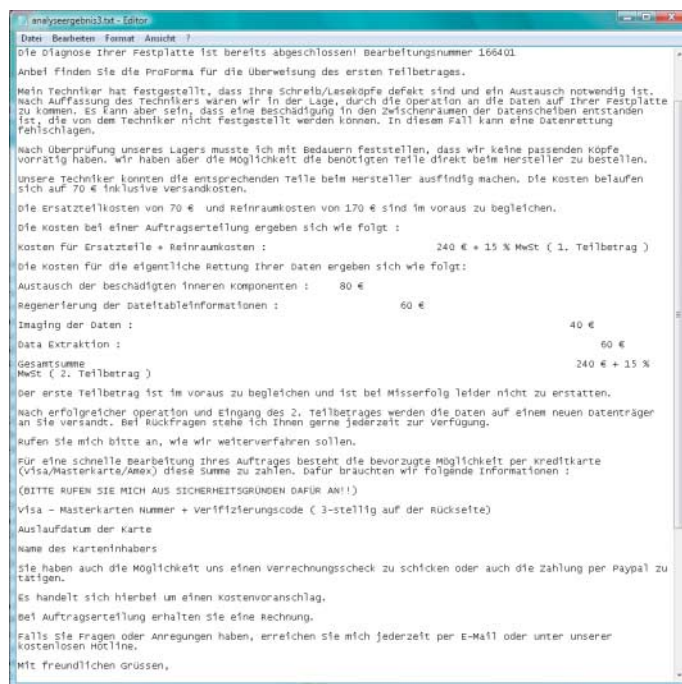 analyseergebnis3.txt - Editor
Datei Bearbeiten Format Ansicht ?
Die Diagnose Ihrer Festplatte ist bereits abgeschlossen! Bearbeitungsnummer 166401
Anbei finden Sie die ProForma für die Überweisung des ersten Teilbetrages.
Mein Techniker hat festgestellt, dass Ihre Schreib/Leseköpfe defekt sind und ein Austausch notwendig ist.
Nach Auffassung des Technikers wären wir in der Lage, durch die Operation an die Daten auf Ihrer Festplatte
zu kommen. Es kann aber sein, dass eine Beschädigung in den Zwischenräumen der Datenscheiben entstanden
ist, die von dem Techniker nicht festgestellt werden können. In diesem Fall kann eine Datenrettung
fehlschlagen.
Nach Überprüfung unseres Lagers musste ich mit Bedauern feststellen, dass wir keine passenden Köpfe
vorrätig haben. Wir haben aber die Möglichkeit die benötigten Teile direkt beim Hersteller zu bestellen.
Unsere Techniker konnten die entsprechenden Teile beim Hersteller ausfindig machen. Die Kosten belaufen
sich auf 70 € inklusive Versandkosten.
Die Ersatzteilkosten von 70 € und Reinraumkosten von 170 € sind im voraus zu begleichen.
Die Kosten bei einer Auftragserteilung ergeben sich wie folgt :
Kosten für Ersatzteile + Reinraumkosten : 240 € + 15 % MwSt ( 1. Teilbetrag )
Die Kosten für die eigentliche Rettung Ihrer Daten ergeben sich wie folgt:
Austausch der beschädigten inneren Komponenten : 80 €
Regenerierung der Dateitableinformationen : 60 €
Imaging der Daten : 40 €
Data Extraktion : 60 €
Gesamtsumme 240 € + 15 %
MwSt ( 2. Teilbetrag )
Der erste Teilbetrag ist im voraus zu begleichen und ist bei Misserfolg leider nicht zu erstatten.
Nach erfolgreicher Operation und Eingang des 2. Teilbetrages werden die Daten auf einem neuen Datenträger
an Sie versandt. Bei Rückfragen stehe ich Ihnen gerne jederzeit zur Verfügung.
Rufen Sie mich bitte an, wie wir weiterverfahren sollen.
Für eine schnelle Bearbeitung Ihres Auftrages besteht die bevorzugte Möglichkeit per Kreditkarte
(Visa/Masterkarte/Amex) diese Summe zu zahlen. Dafür bräuchten wir folgende Informationen :
(BITTE RUFEN SIE MICH AUS SICHERHEITSGRÜNDEN DAFÜR AN!!)
Visa - Masterkarten Nummer + Verifizierungscode ( 3-stellig auf der Rückseite)
Auslaufdatum der Karte
Name des Karteninhabers
Sie haben auch die Möglichkeit uns einen Verrechnungsscheck zu schicken oder auch die Zahlung per Paypal zu
tätigen.
Es handelt sich hierbei um einen Kostenvoranschlag.
Bei Auftragserteilung erhalten Sie eine Rechnung.
Falls Sie Fragen oder Anregungen haben, erreichen Sie mich jederzeit per E-Mail oder unter unserer
kostenlosen Hotline.
Mit freundlichen Grüssen,